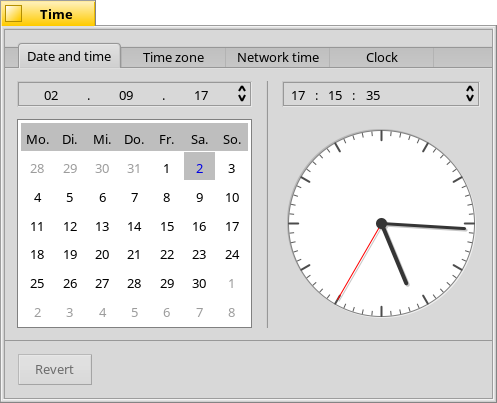 Time
Date and time Time zone Network time Clock
02 . 09 . 17 17 : 15 : 35
Mo. Di. Mi. Do. Fr. Sa. So.
28 29 30 31 1 2 3
4 5 6 7 8 9 10
11 12 13 14 15 16 17
18 19 20 21 22 23 24
25 26 27 28 29 30 1
2 3 4 5 6 7 8
Revert